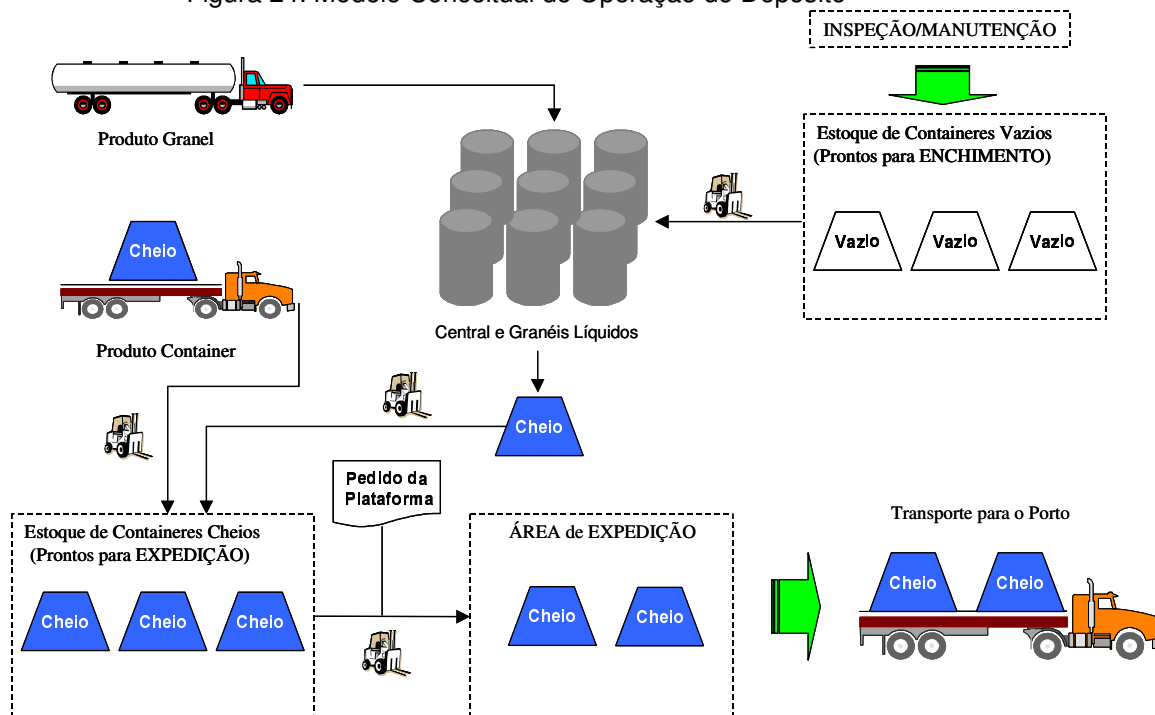 INSPEÇÃO/MANUTENÇÃO
Produto Granel
Estoque de Containeres Vazios
(Prontos para ENCHIMENTO)
Vazio
Vazio
Vazio
Cheio
Produto Container
Central e Granéis Líquidos
Cheio
Pedido da
Plataforma
Estoque de Containeres Cheios
(Prontos para EXPEDIÇÃO)
Cheio
Cheio
Cheio
ÁREA de EXPEDIÇÃO
Cheio
Cheio
Transporte para o Porto
Cheio
Cheio